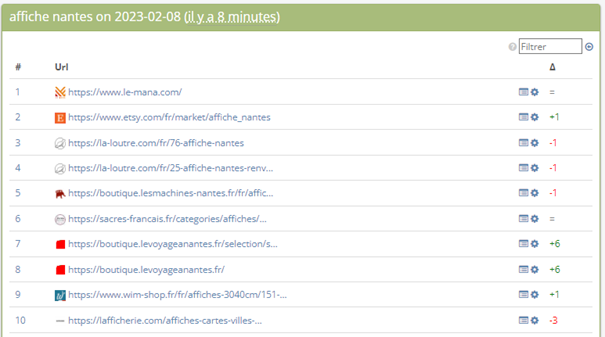 affiche nantes on 2023-02-08 (il y a 8 minutes)
Filtrer
# Url Δ
1 https://www.le-mana.com/ =
2 https://www.etsy.com/fr/market/affiche_nantes +1
3 https://la-loutre.com/fr/76-affiche-nantes -1
4 https://la-loutre.com/fr/25-affiche-nantes-renv... -1
5 https://boutique.lesmachines-nantes.fr/fr/affic... -1
6 https://sacres-francais.fr/categories/affiches/... =
7 https://boutique.levoyageanantes.fr/selection/s... +6
8 https://boutique.levoyageanantes.fr/ +6
9 https://www.wim-shop.fr/fr/affiches-3040cm/151-... +1
10 https://lafficherie.com/affiches-cartes-villes-... -3